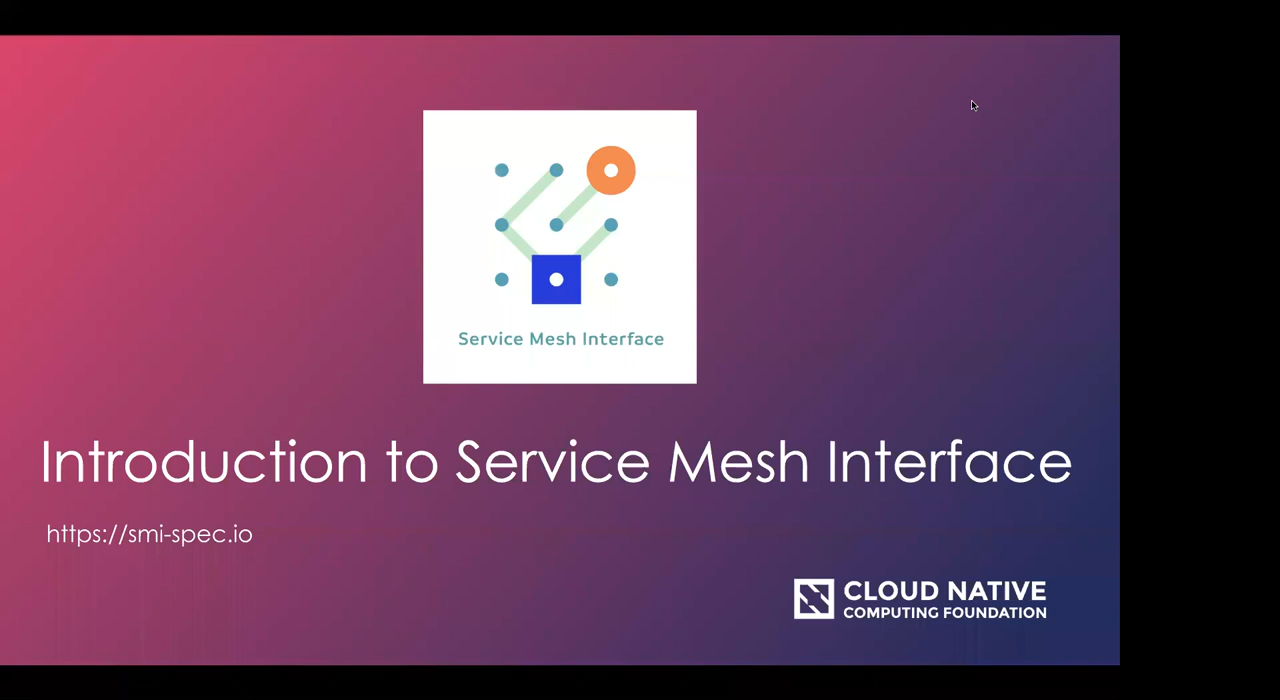 Service Mesh Interface
Introduction to Service Mesh Interface
https://smi-spec.io
CLOUD NATIVE
COMPUTING FOUNDATION